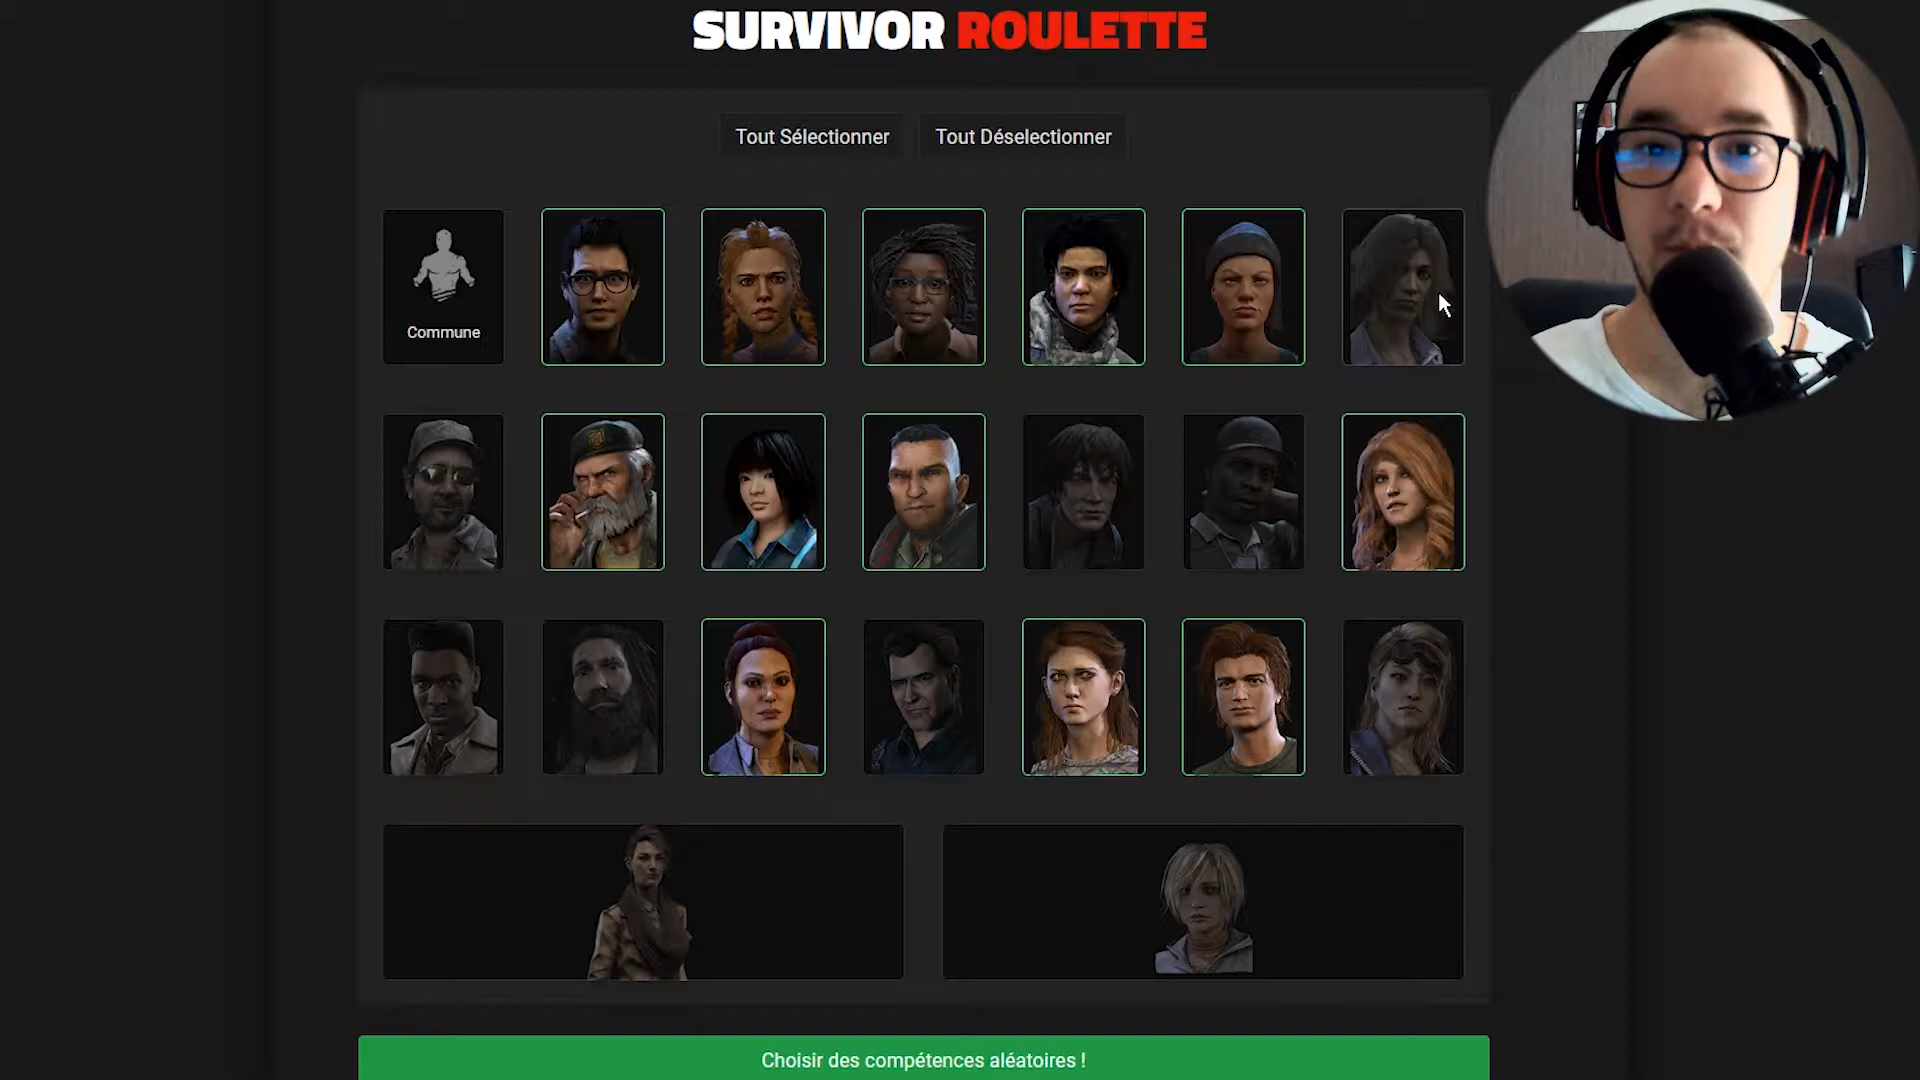 SURVIVOR ROULETTE
Tout Sélectionner
Tout Déselectionner
Commune
Choisir des compétences aléatoires !